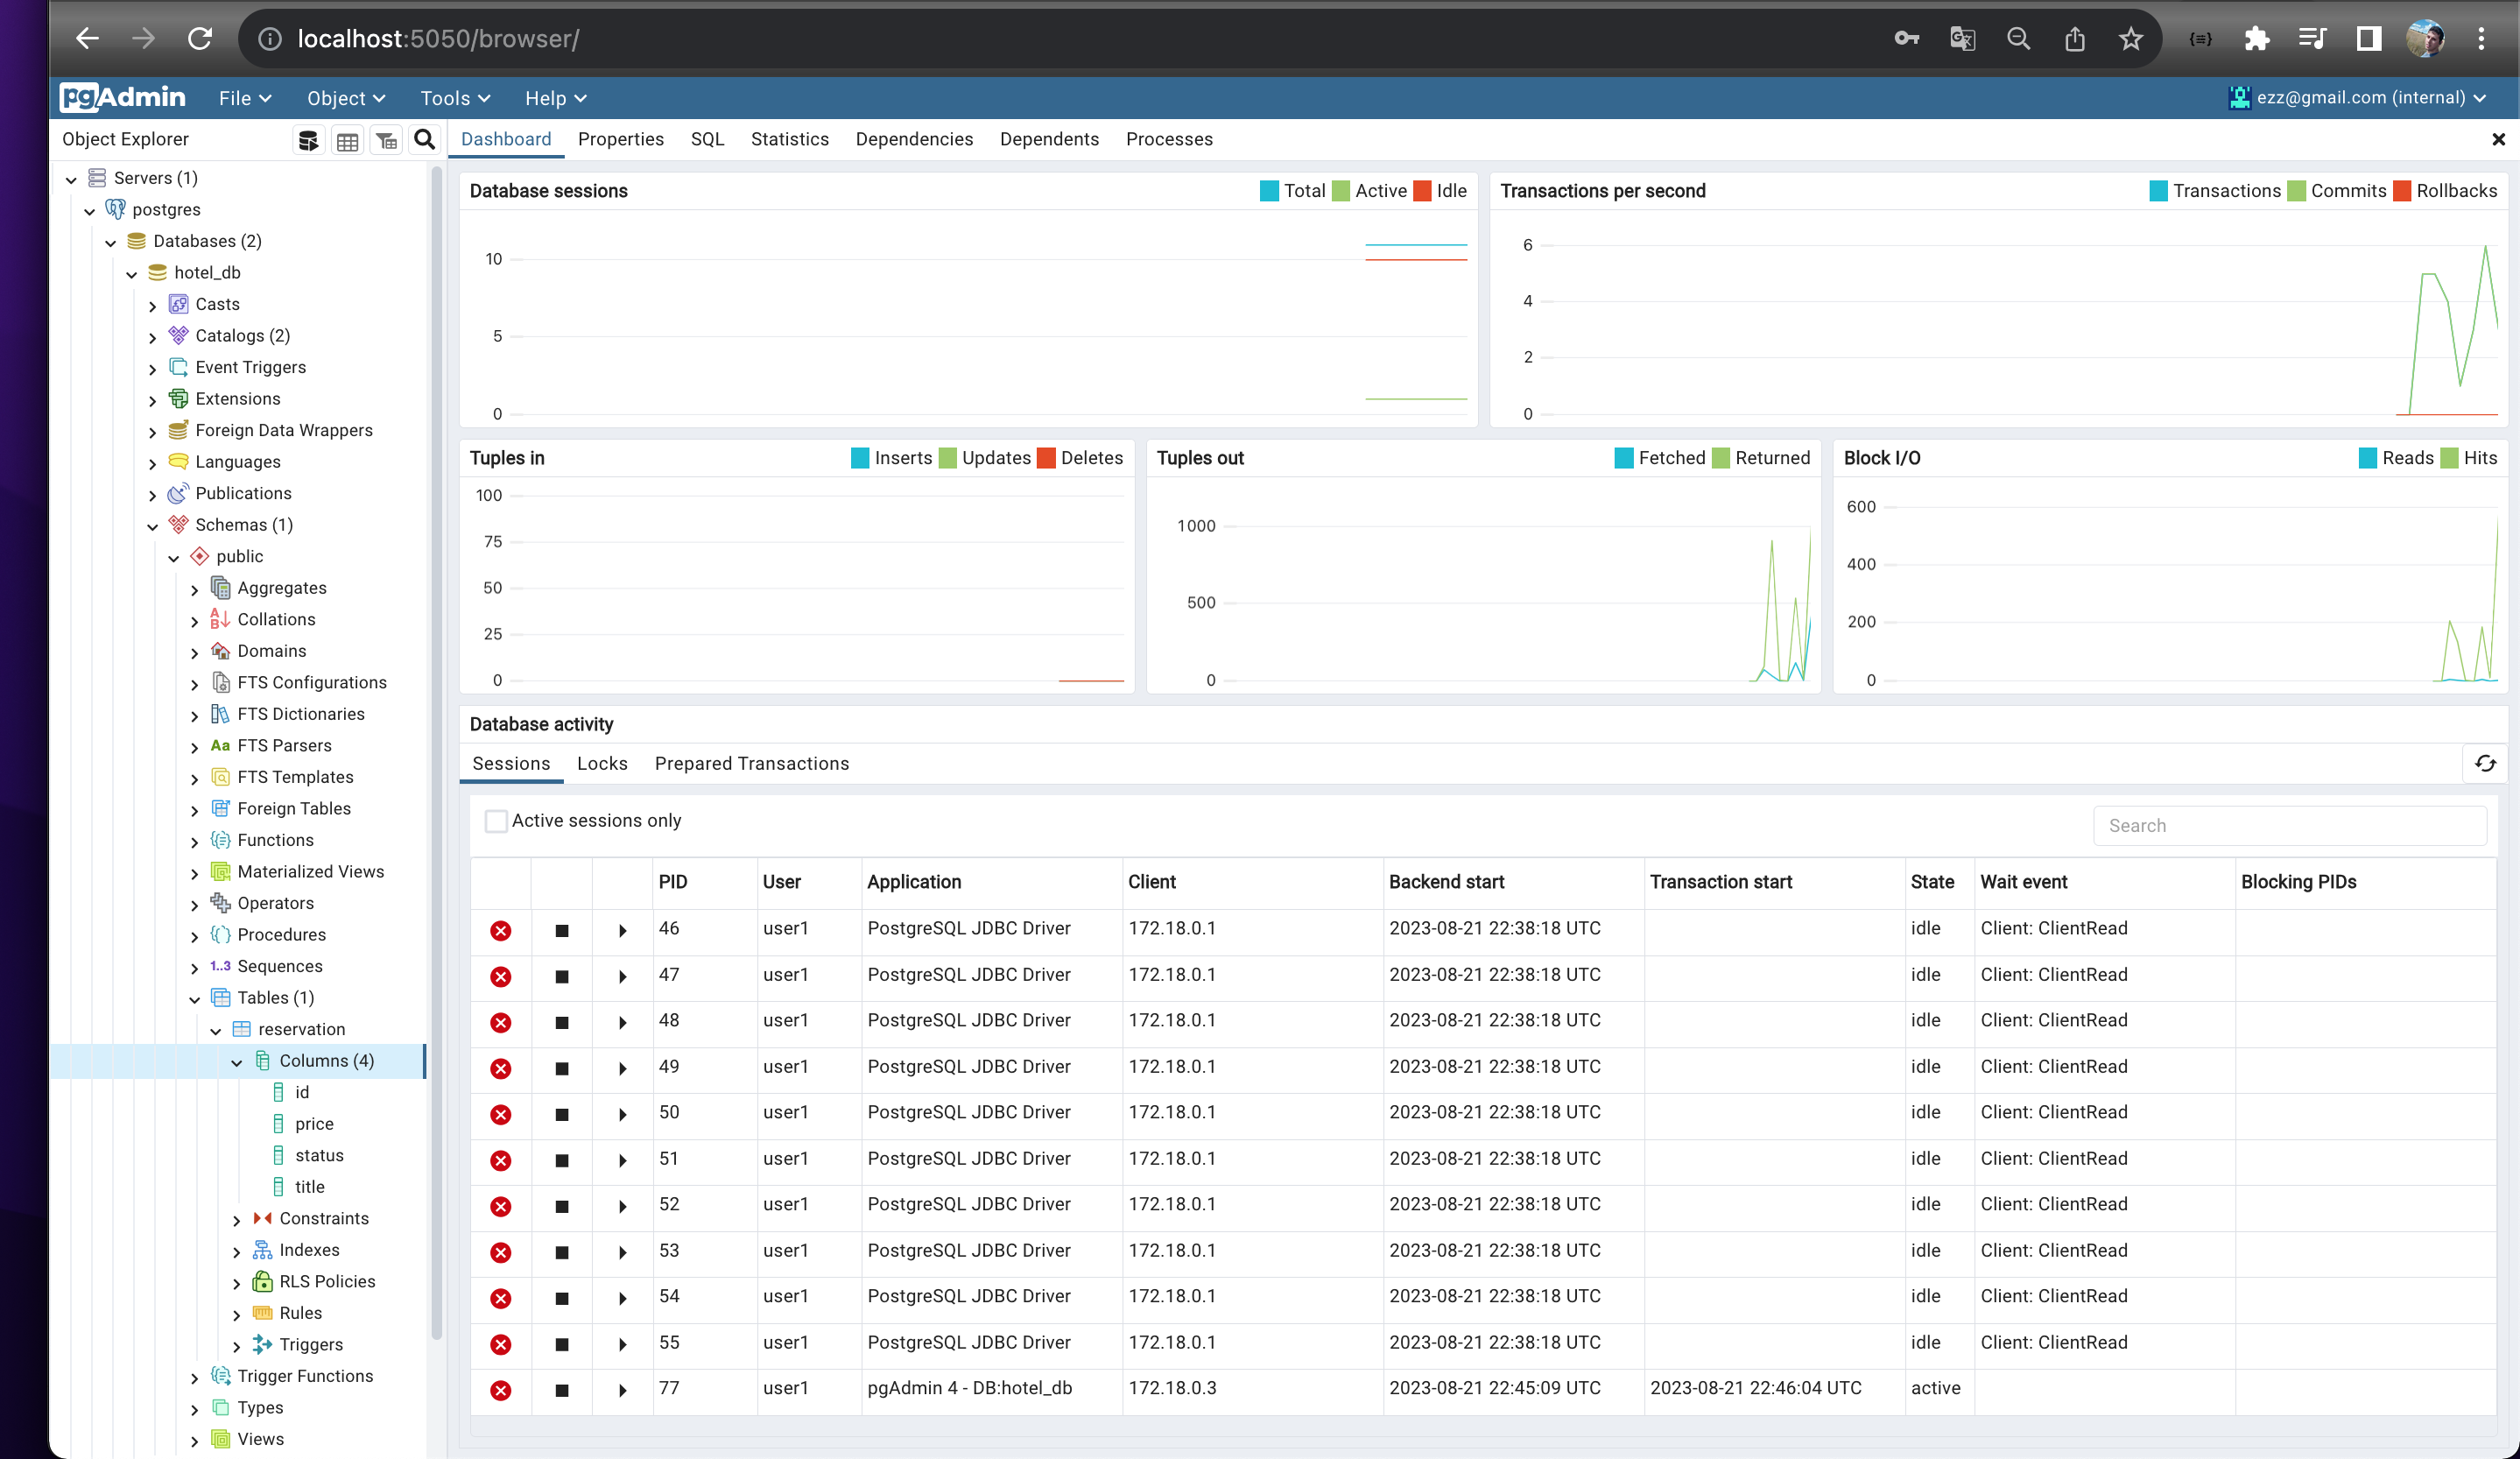 localhost:5050/browser/
pgAdmin File Object Tools Help ezz@gmail.com (internal)
Object Explorer
Servers (1)
postgres
Databases (2)
hotel_db
Casts
Catalogs (2)
Event Triggers
Extensions
Foreign Data Wrappers
Languages
Publications
Schemas (1)
public
Aggregates
Collations
Domains
FTS Configurations
FTS Dictionaries
Aa FTS Parsers
FTS Templates
Foreign Tables
Functions
Materialized Views
Operators
Procedures
1..3 Sequences
Tables (1)
reservation
Columns (4)
id
price
status
title
Constraints
Indexes
RLS Policies
Rules
Triggers
Trigger Functions
Types
Views
Dashboard Properties SQL Statistics Dependencies Dependents Processes
Database sessions Total Active Idle
10
5
0
Transactions per second Transactions Commits Rollbacks
6
4
2
0
Tuples in Inserts Updates Deletes
100
75
50
25
0
Tuples out Fetched Returned
1000
500
0
Block I/O Reads Hits
600
400
200
0
Database activity
Sessions Locks Prepared Transactions
Active sessions only Search
PID User Application Client Backend start Transaction start State Wait event Blocking PIDs
46 user1 PostgreSQL JDBC Driver 172.18.0.1 2023-08-21 22:38:18 UTC idle Client: ClientRead
47 user1 PostgreSQL JDBC Driver 172.18.0.1 2023-08-21 22:38:18 UTC idle Client: ClientRead
48 user1 PostgreSQL JDBC Driver 172.18.0.1 2023-08-21 22:38:18 UTC idle Client: ClientRead
49 user1 PostgreSQL JDBC Driver 172.18.0.1 2023-08-21 22:38:18 UTC idle Client: ClientRead
50 user1 PostgreSQL JDBC Driver 172.18.0.1 2023-08-21 22:38:18 UTC idle Client: ClientRead
51 user1 PostgreSQL JDBC Driver 172.18.0.1 2023-08-21 22:38:18 UTC idle Client: ClientRead
52 user1 PostgreSQL JDBC Driver 172.18.0.1 2023-08-21 22:38:18 UTC idle Client: ClientRead
53 user1 PostgreSQL JDBC Driver 172.18.0.1 2023-08-21 22:38:18 UTC idle Client: ClientRead
54 user1 PostgreSQL JDBC Driver 172.18.0.1 2023-08-21 22:38:18 UTC idle Client: ClientRead
55 user1 PostgreSQL JDBC Driver 172.18.0.1 2023-08-21 22:38:18 UTC idle Client: ClientRead
77 user1 pgAdmin 4 - DB:hotel_db 172.18.0.3 2023-08-21 22:45:09 UTC 2023-08-21 22:46:04 UTC active